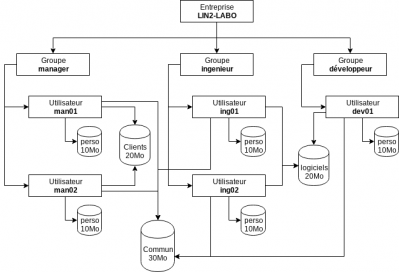 Entreprise
LIN2-LABO
Groupe
manager
Groupe
ingenieur
Groupe
développeur
Utilisateur
man01
Utilisateur
ing01
Utilisateur
dev01
perso
10Mo
Clients
20Mo
perso
10Mo
logiciels
20Mo
perso
10Mo
Utilisateur
man02
Utilisateur
ing02
perso
10Mo
Commun
30Mo
perso
10Mo